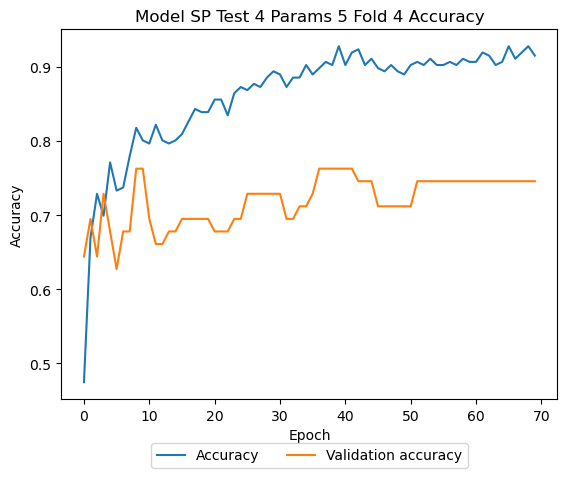 Model SP Test 4 Params 5 Fold 4 Accuracy
Accuracy
0.9
0.8
0.7
0.6
0.5
0 10 20 30 40 50 60 70
Epoch
Accuracy Validation accuracy